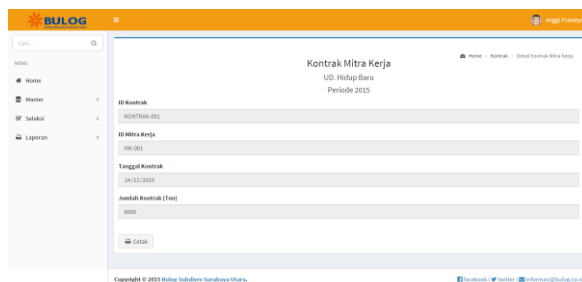 BULOG
Anggi Prasetyo
Cari...
Home > Kontrak > Detail Kontrak Mitra Kerja
MENU
Kontrak Mitra Kerja
UD. Hidup Baru
Periode 2015
Home
Master
Seleksi
Laporan
ID Kontrak
KONTRAK-001
ID Mitra Kerja
MK-001
Tanggal Kontrak
24/12/2015
Jumlah Kontrak (Ton)
8000
Cetak
Copyright © 2015 Bulog Subdivre Surabaya Utara.
facebook | twitter | informasi@bulog.co.id